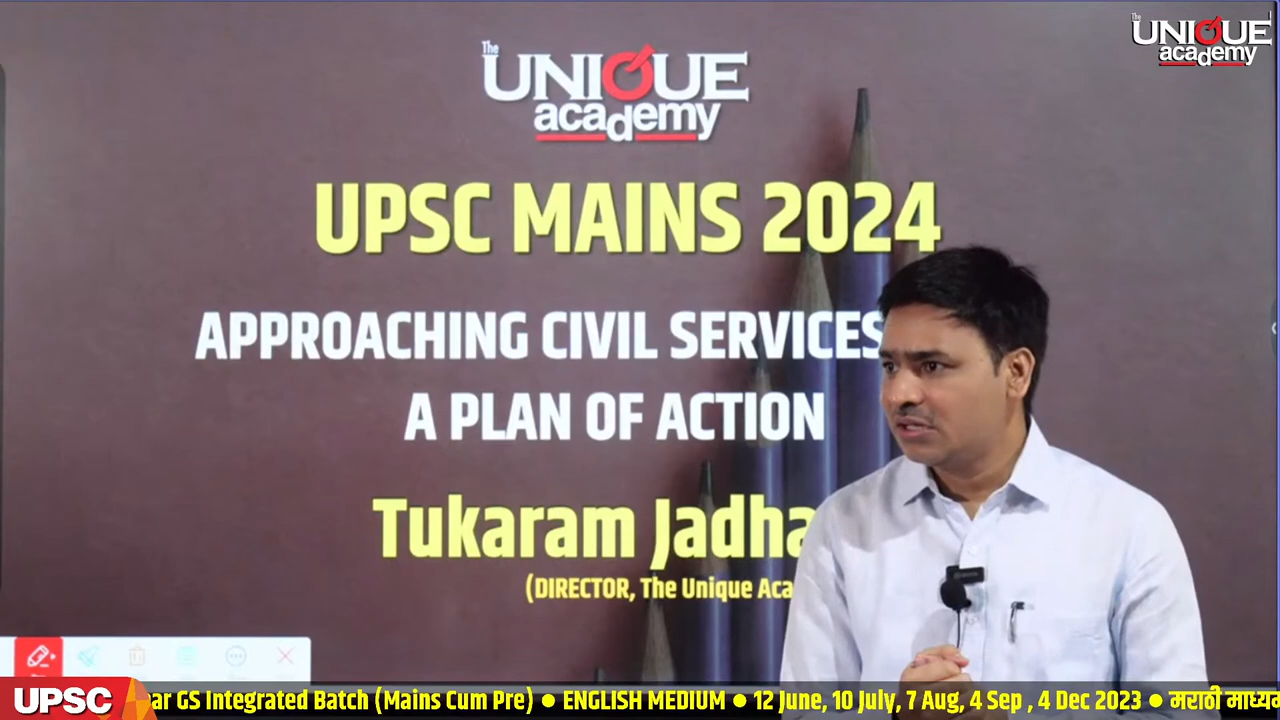 The
UNIQUE
academy
The
UNIQUE
academy
UPSC MAINS 2024
APPROACHING CIVIL SERVICES
A PLAN OF ACTION
Tukaram Jadha
(DIRECTOR, The Unique Aca
UPSC
ear GS Integrated Batch (Mains Cum Pre) ● ENGLISH MEDIUM ● 12 June, 10 July, 7 Aug, 4 Sep , 4 Dec 2023 ● मराठी माध्यम